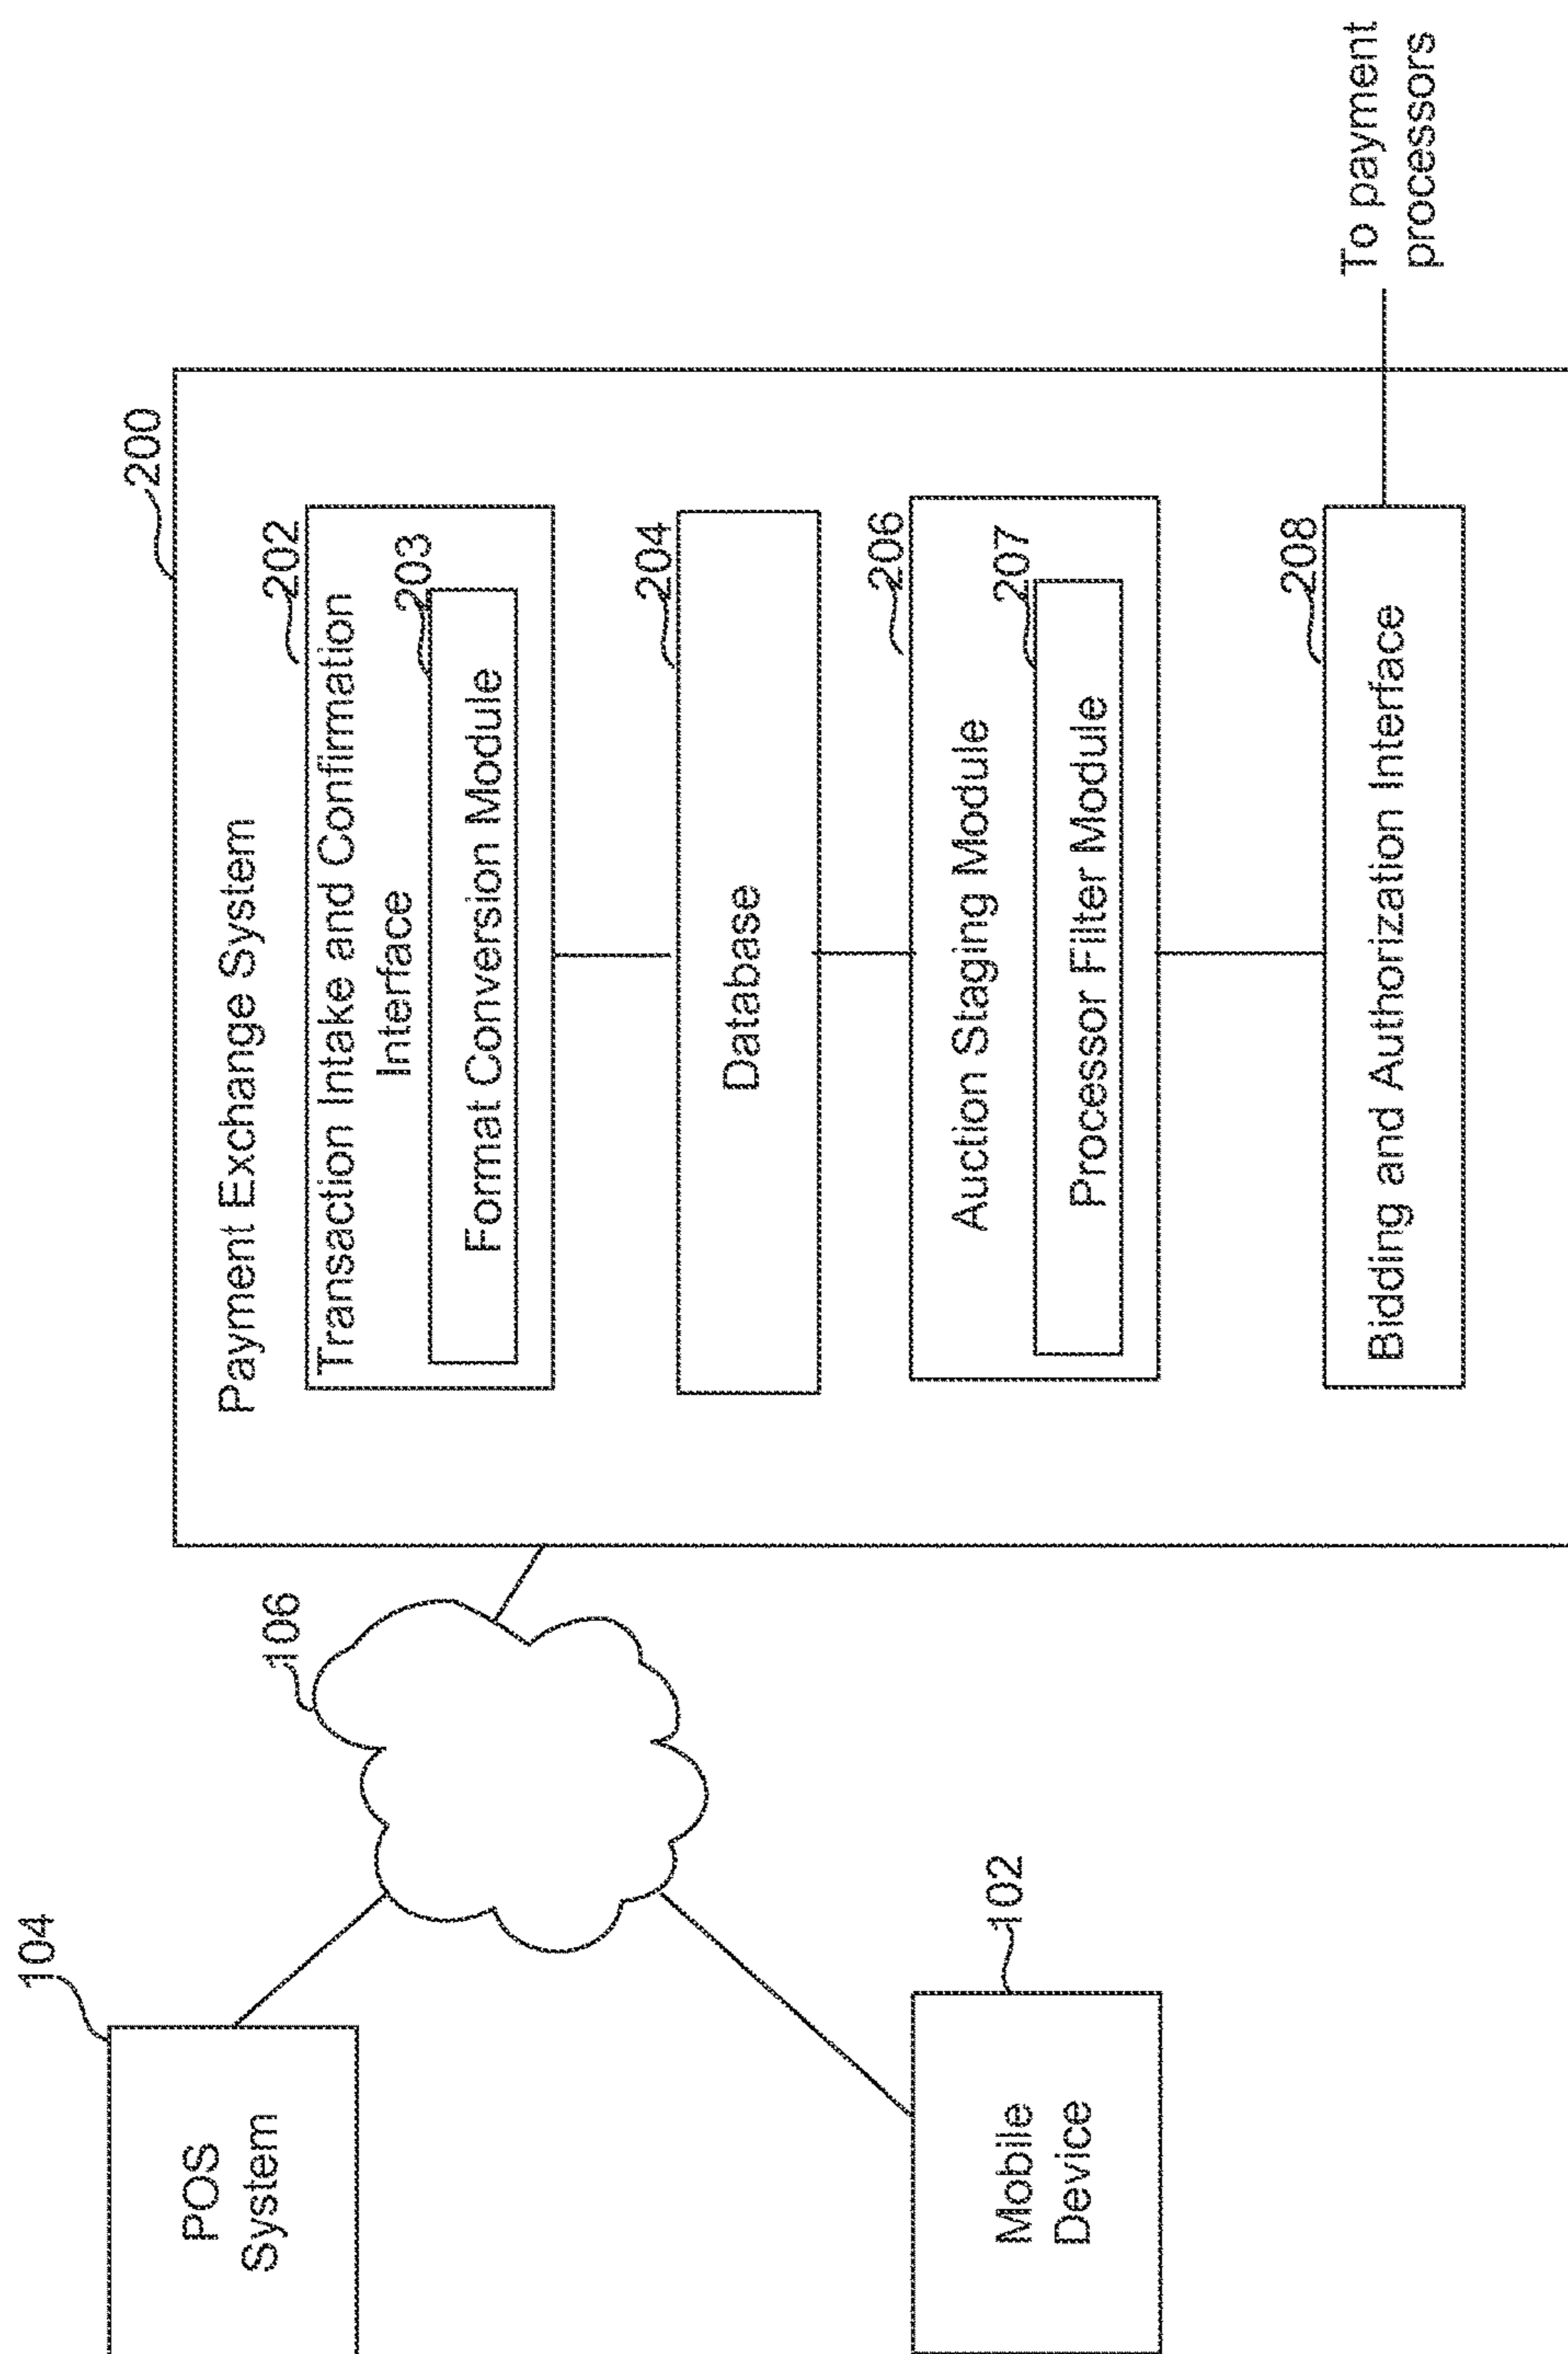 104
POS
System
106
102
Mobile
Device
200
Payment Exchange System
202
Transaction Intake and Confirmation
Interface
203
Format Conversion Module
204
Database
206
Auction Staging Module
207
Processor Filter Module
208
Bidding and Authorization Interface
To payment
processors